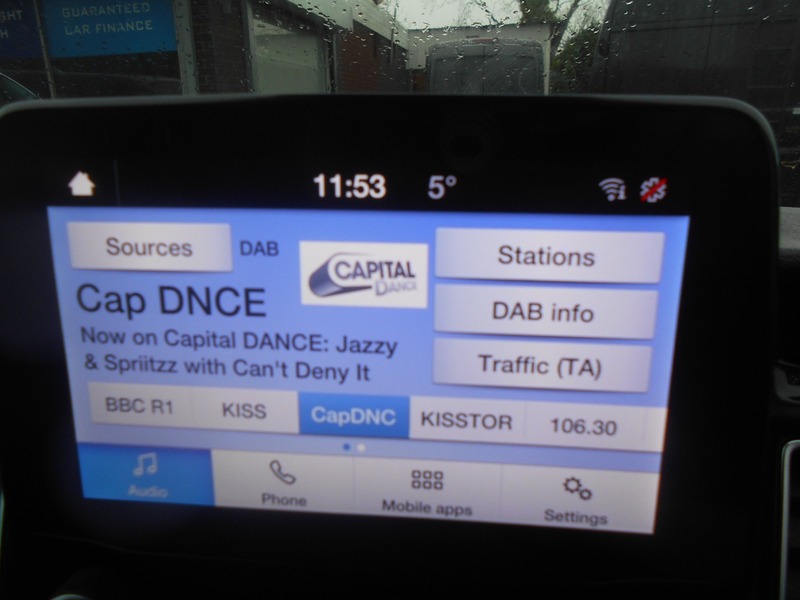 GUARANTEED
CAR FINANCE
11:53 5°
Sources DAB CAPITAL DANCE Stations
Cap DNCE
DAB info
Now on Capital DANCE: Jazzy
& Spriitzz with Can't Deny It
Traffic (TA)
BBC R1 KISS CapDNC KISSTOR 106.30
Audio Phone Mobile apps Settings